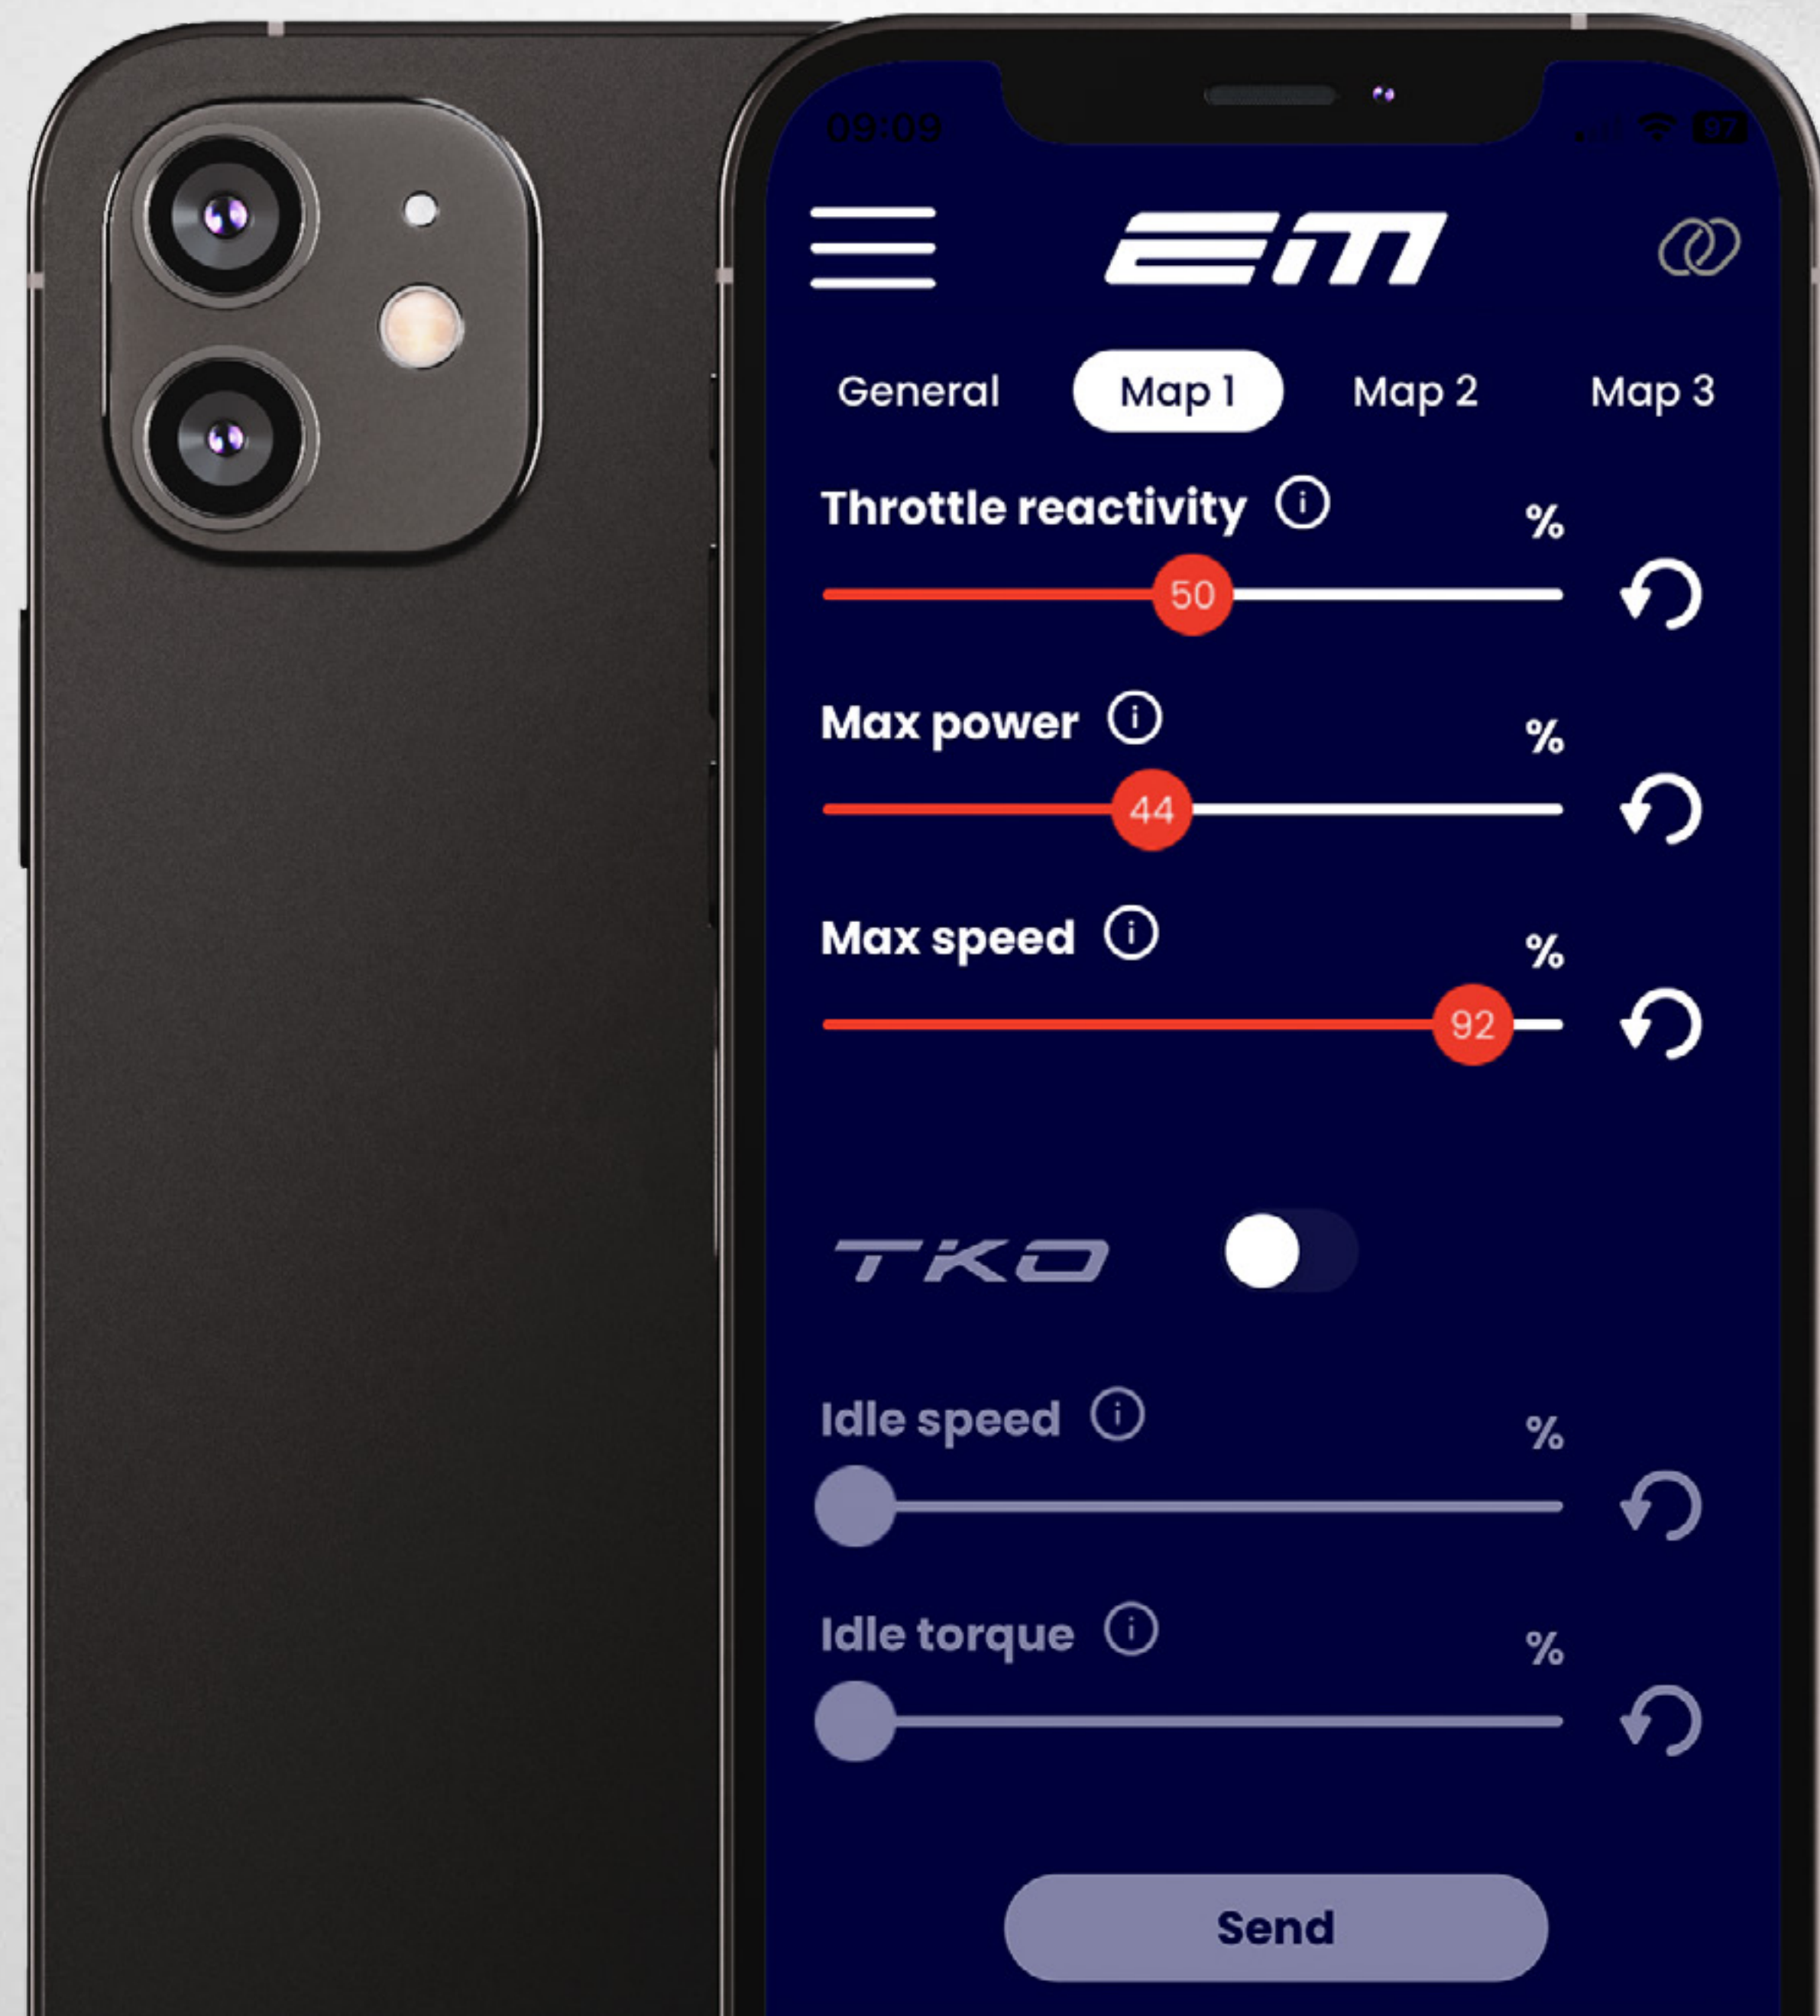 09:09
97
EM
General Map 1 Map 2 Map 3
Throttle reactivity i %
50
Max power i %
44
Max speed i %
92
TKO
Idle speed i %
Idle torque i %
Send